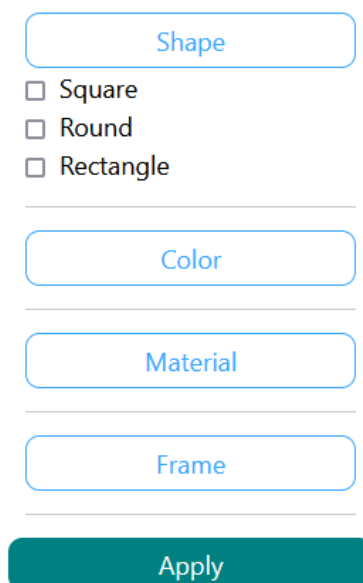 Shape
Square
Round
Rectangle
Color
Material
Frame
Apply